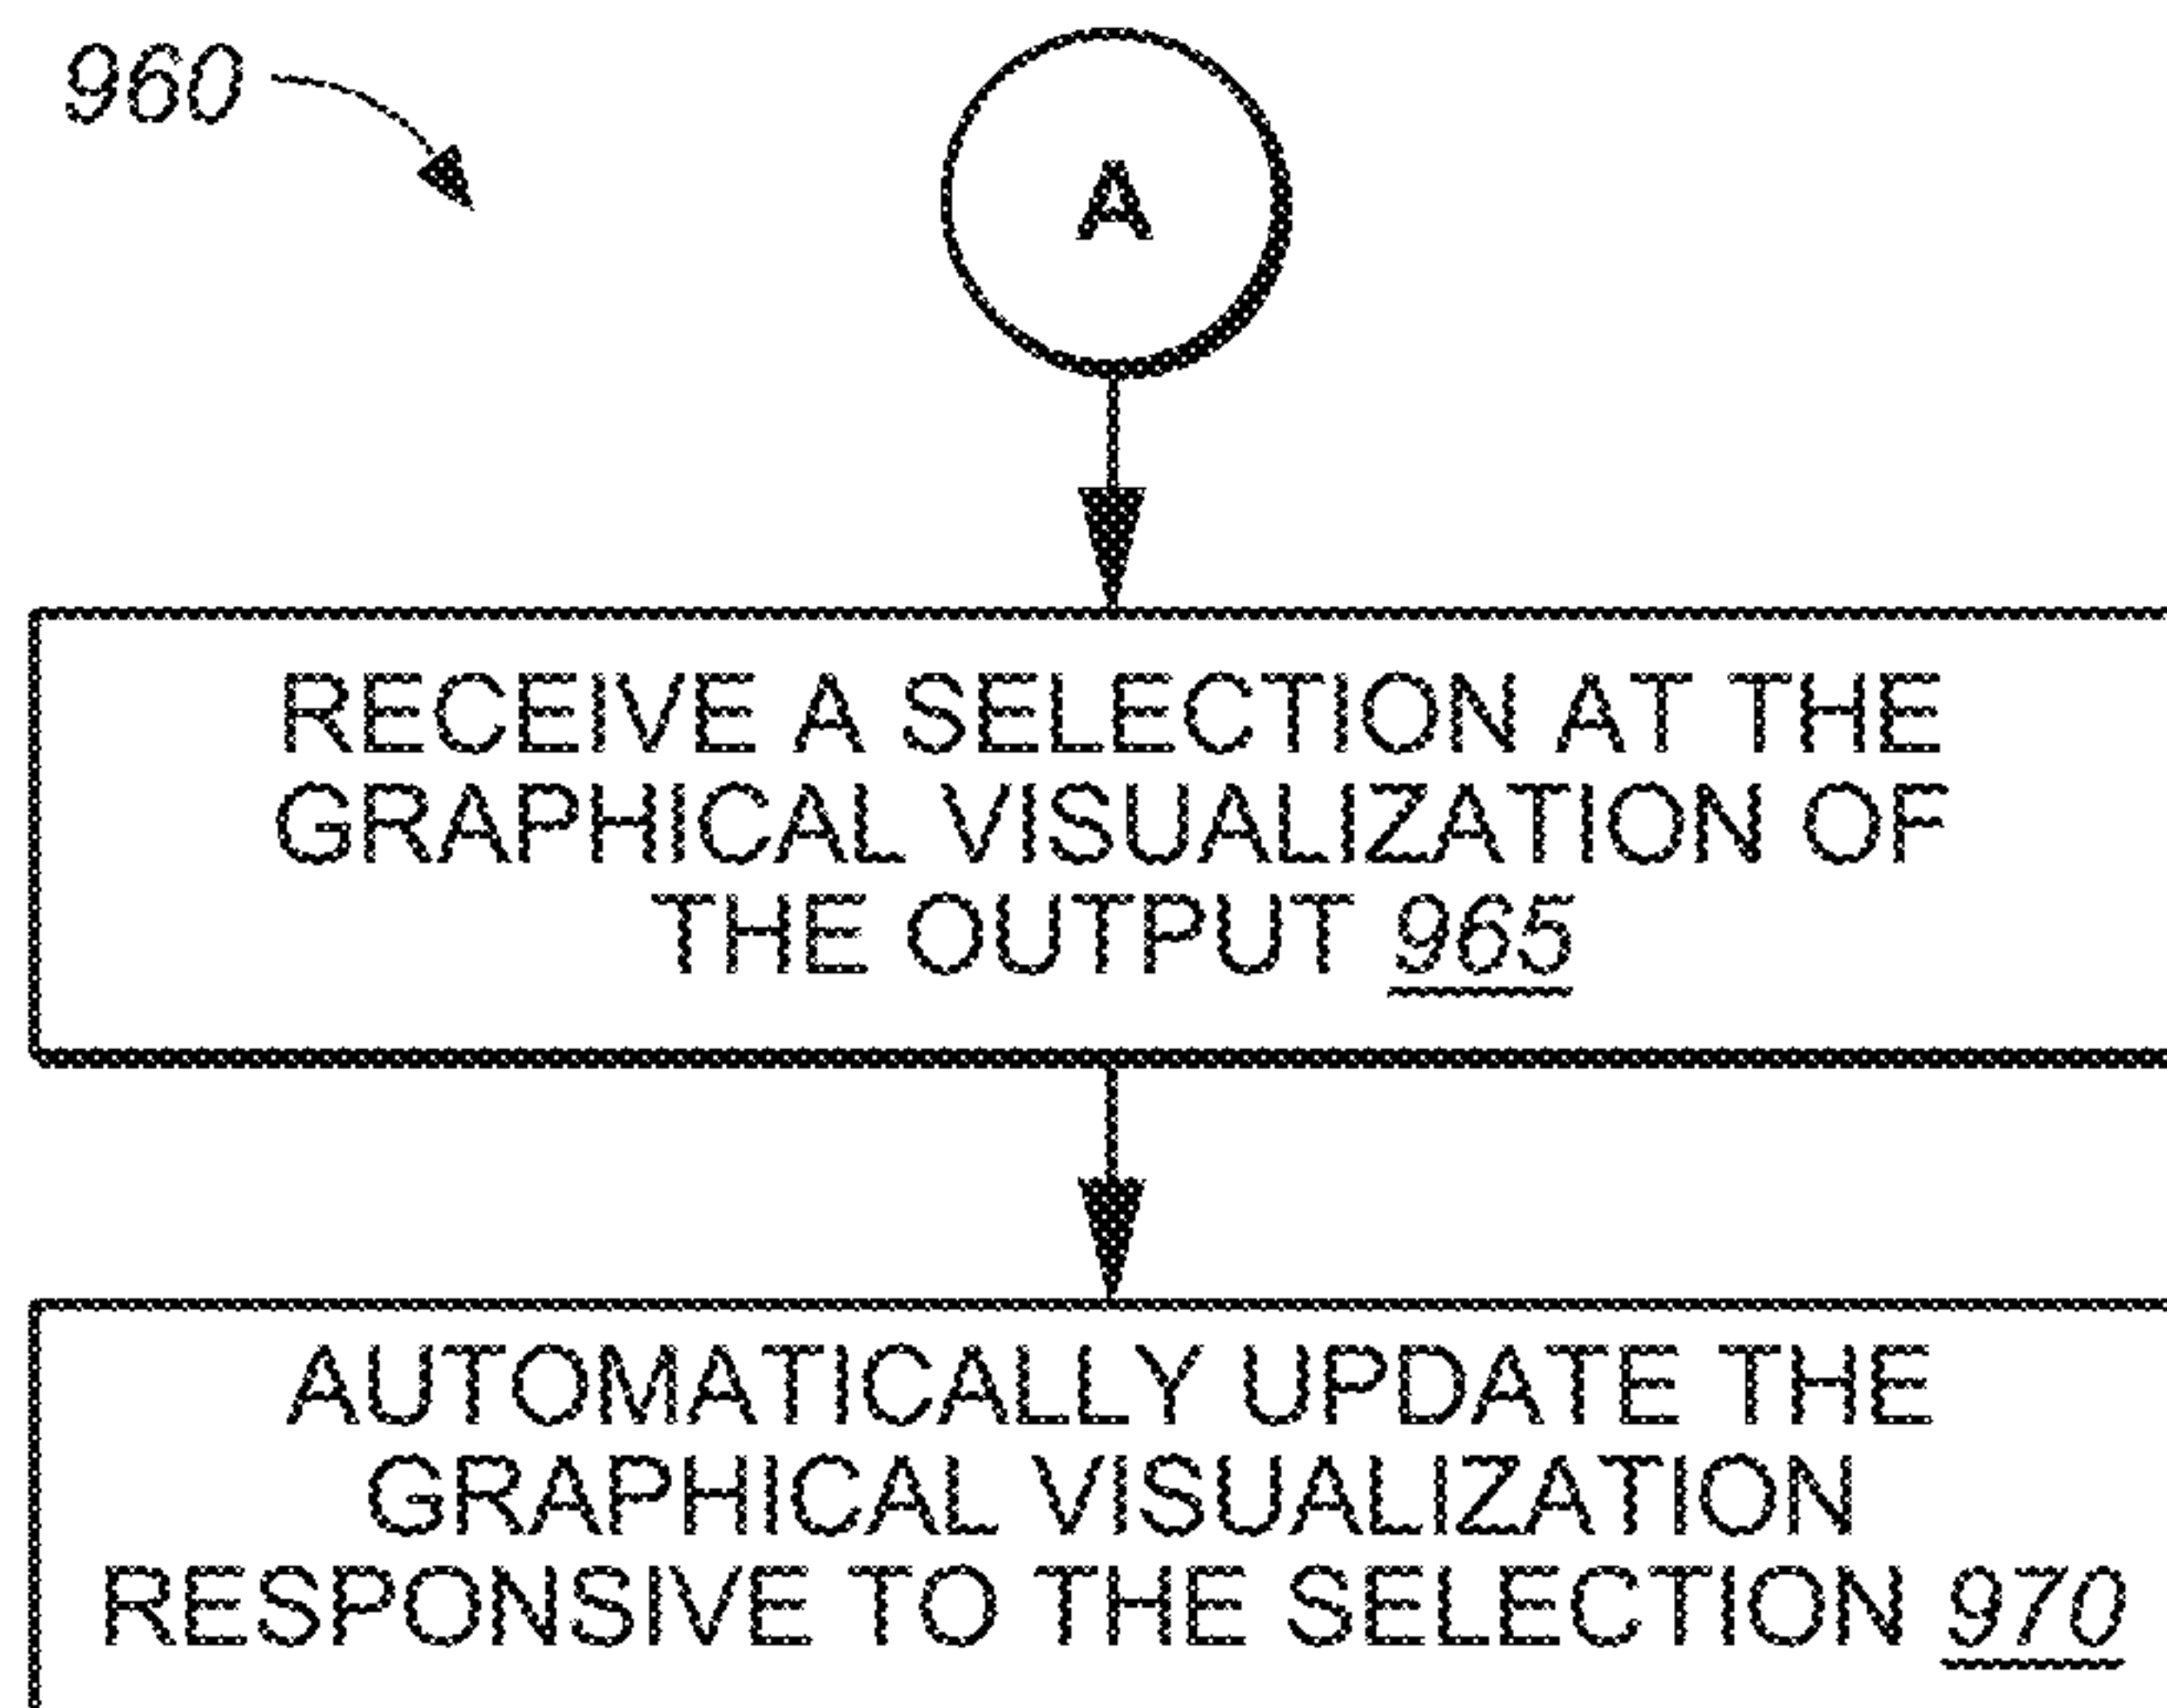 960
A
RECEIVE A SELECTION AT THE
GRAPHICAL VISUALIZATION OF
THE OUTPUT 965
AUTOMATICALLY UPDATE THE
GRAPHICAL VISUALIZATION
RESPONSIVE TO THE SELECTION 970